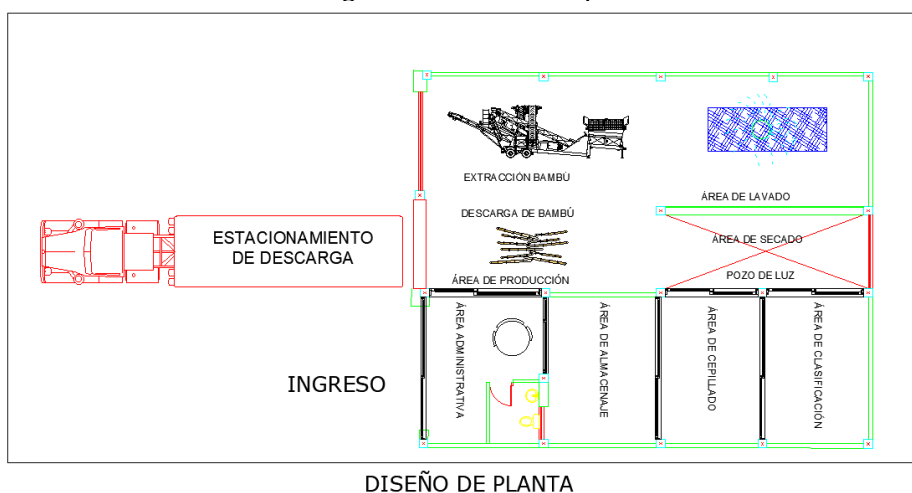 EXTRACCIÓN BAMBÚ
ÁREA DE LAVADO
DESCARGA DE BAMBÚ
ESTACIONAMIENTO
DE DESCARGA
ÁREA DE SECADO
ÁREA DE PRODUCCIÓN
POZO DE LUZ
ÁREA ADMINISTRATIVA
ÁREA DE ALMACENAJE
ÁREA DE CEPILLADO
ÁREA DE CLASIFICACIÓN
INGRESO
DISEÑO DE PLANTA